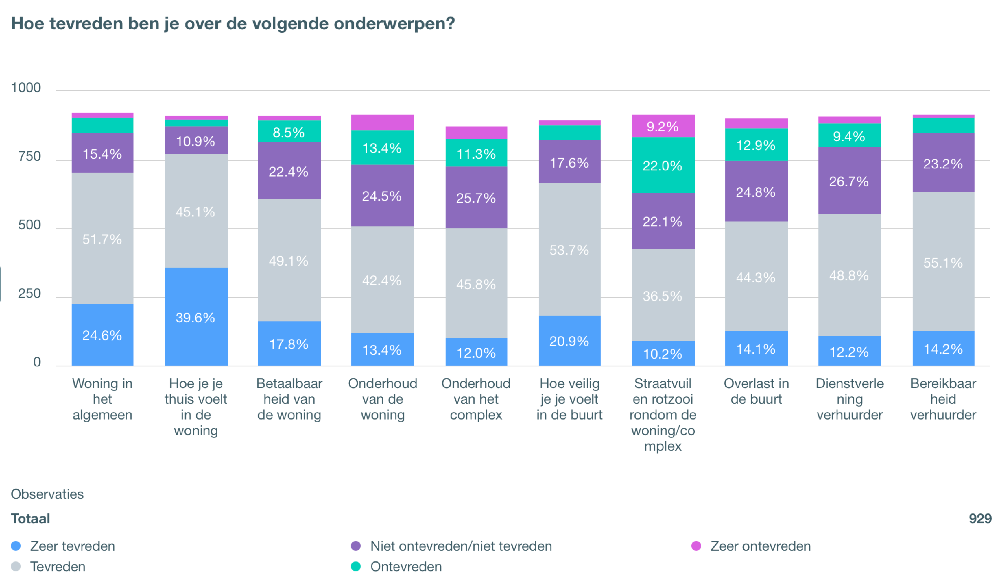 Hoe tevreden ben je over de volgende onderwerpen?
1000
750
500
250
0
15.4%
51.7%
24.6%
10.9%
45.1%
39.6%
8.5%
22.4%
49.1%
17.8%
13.4%
24.5%
42.4%
13.4%
11.3%
25.7%
45.8%
12.0%
17.6%
53.7%
20.9%
9.2%
22.0%
22.1%
36.5%
10.2%
12.9%
24.8%
44.3%
14.1%
9.4%
26.7%
48.8%
12.2%
23.2%
55.1%
14.2%
Woning in
het
algemeen
Hoe je je
thuis voelt
in de
woning
Betaalbaar
heid van
de woning
Onderhoud
van de
woning
Onderhoud
van het
complex
Hoe veilig
je je voelt
in de buurt
Straatvuil
en rotzooi
rondom de
woning/co
mplex
Overlast in
de buurt
Dienstverle
ning
verhuurder
Bereikbaar
heid
verhuurder
Observaties
Totaal 929
Zeer tevreden
Tevreden
Niet ontevreden/niet tevreden
Ontevreden
Zeer ontevreden